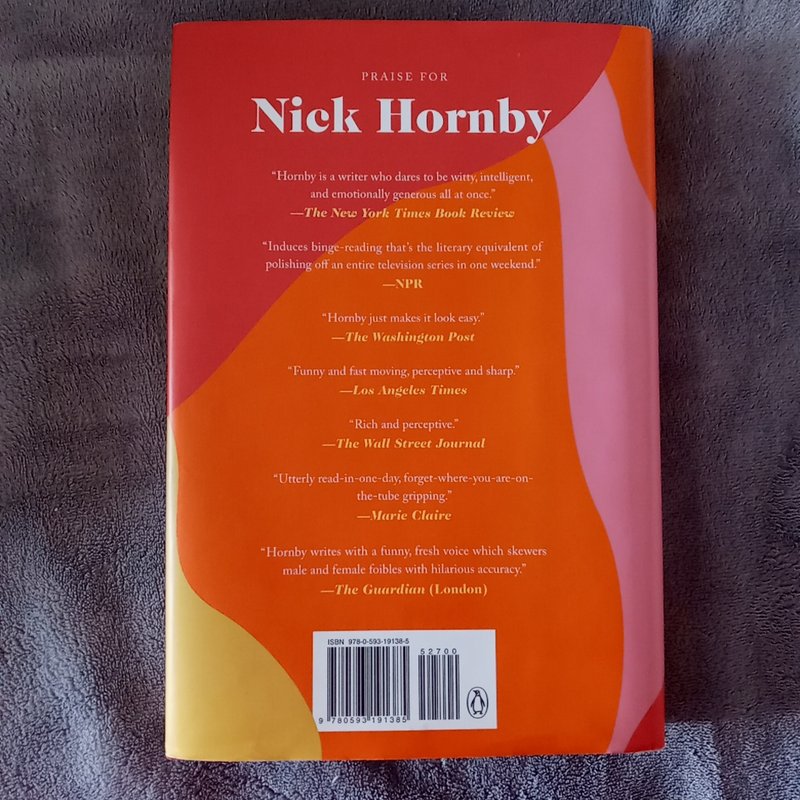 PRAISE FOR
Nick Hornby
“Hornby is a writer who dares to be witty, intelligent,
and emotionally generous all at once.”
—The New York Times Book Review
“Induces binge-reading that’s the literary equivalent of
polishing off an entire television series in one weekend.”
—NPR
“Hornby just makes it look easy.”
—The Washington Post
“Funny and fast moving, perceptive and sharp.”
—Los Angeles Times
“Rich and perceptive.”
—The Wall Street Journal
“Utterly read-in-one-day, forget-where-you-are-on-
the-tube gripping.”
—Marie Claire
“Hornby writes with a funny, fresh voice which skewers
male and female foibles with hilarious accuracy.”
—The Guardian (London)
ISBN 978-0-593-19138-5
52700
9 780593 191385